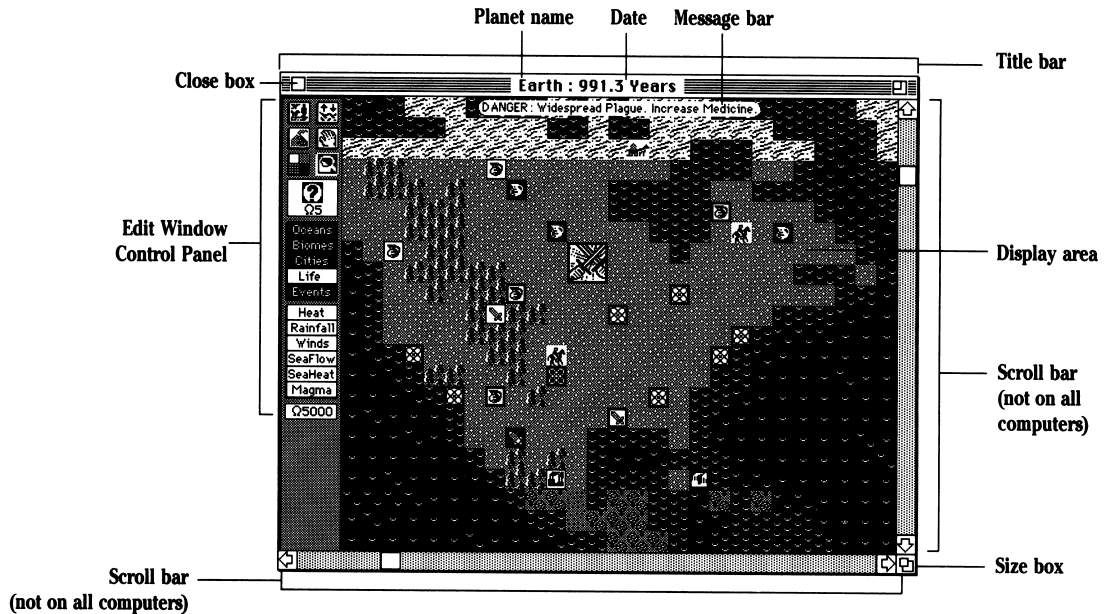 Planet name
Date
Message bar
Title bar
Close box
Earth : 991.3 Years
DANGER: Widespread Plague. Increase Medicine.
Edit Window
Control Panel
?
Ω5
Oceans
Biomes
Cities
Life
Events
Heat
Rainfall
Winds
SeaFlow
SeaHeat
Magma
Ω5000
Display area
Scroll bar
(not on all
computers)
Size box
Scroll bar
(not on all computers)